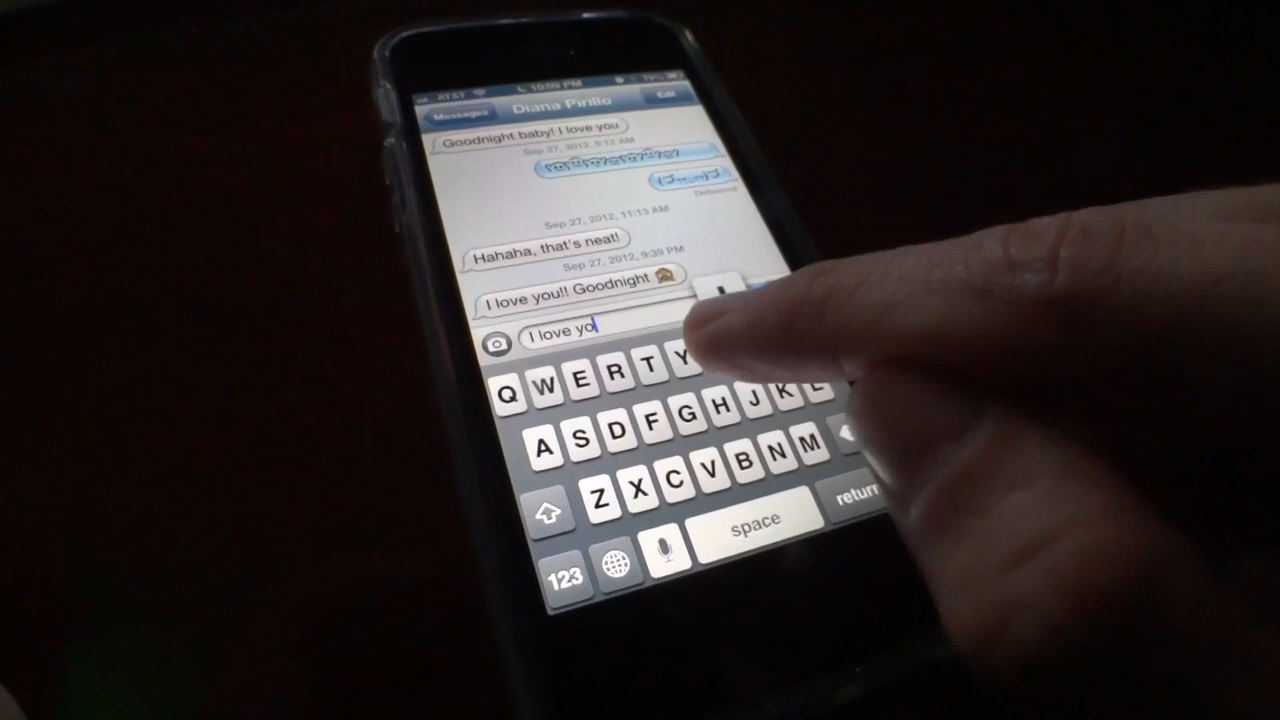 AT&T 10:09 PM 79%
Messages Diana Pirillo Edit
Goodnight baby! I love you
Sep 27, 2012, 9:12 AM
Delivered
Sep 27, 2012, 11:13 AM
Hahaha, that's neat!
Sep 27, 2012, 9:39 PM
I love you!! Goodnight 🙈
I love yo
Q W E R T Y
A S D F G H J K L
Z X C V B N M
123 space return